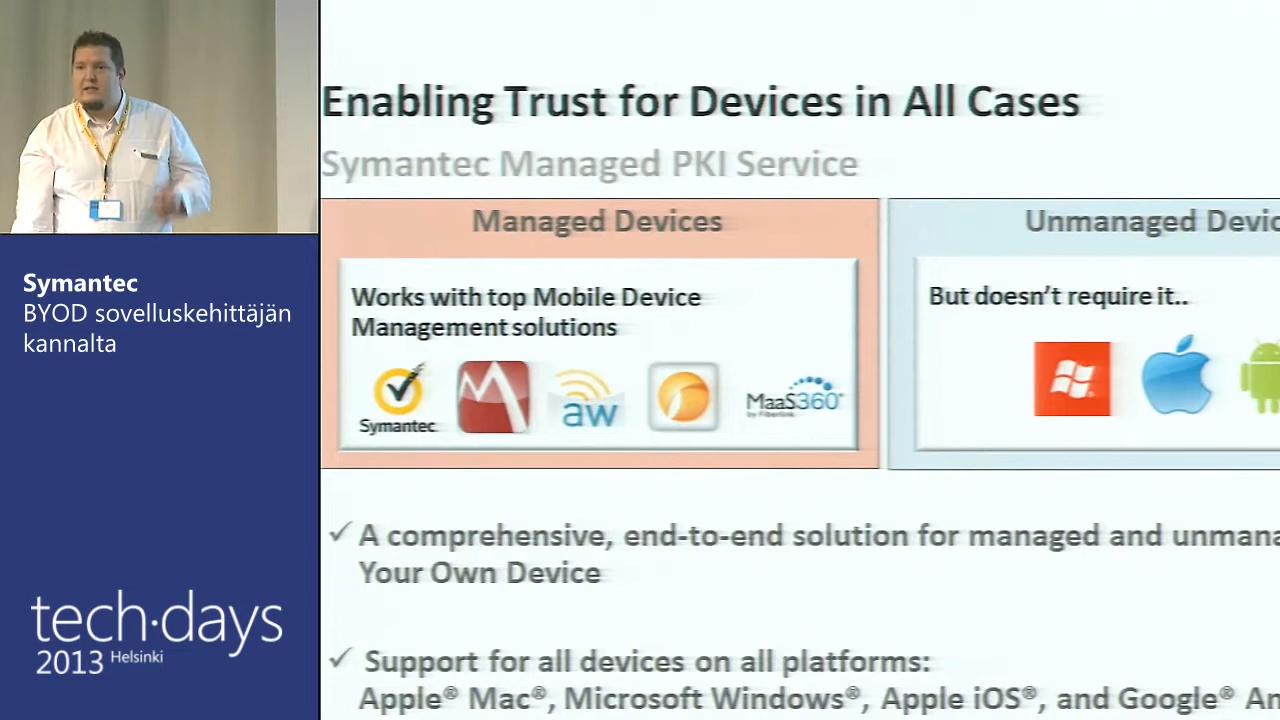 Symantec
BYOD sovelluskehittäjän
kannalta
tech·days
2013 Helsinki
Enabling Trust for Devices in All Cases
Symantec Managed PKI Service
Managed Devices
Works with top Mobile Device
Management solutions
Symantec
aw
MaaS360
by Fiberlink
Unmanaged Devic
But doesn't require it..
✓ A comprehensive, end-to-end solution for managed and unmana
Your Own Device
✓ Support for all devices on all platforms:
Apple® Mac®, Microsoft Windows®, Apple iOS®, and Google® An